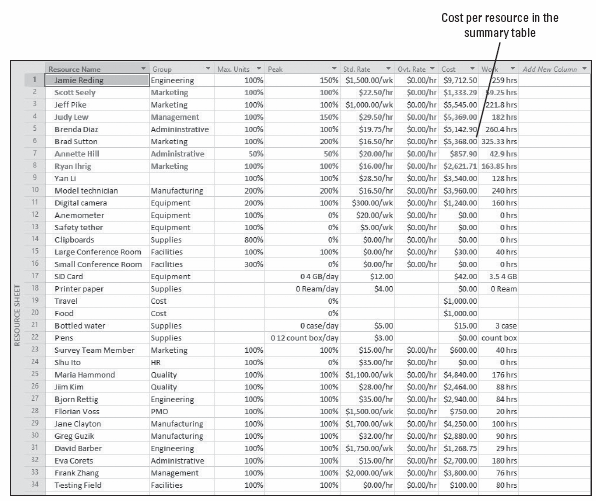 Cost per resource in the
summary table
Resource Name Group Max. Units Peak Std. Rate Ovt. Rate Cost Work Add New Column
1 Jamie Reding Engineering 100% 150% $1,500.00/wk $0.00/hr $9,712.50 259 hrs
2 Scott Seely Marketing 100% 100% $22.50/hr $0.00/hr $1,333.29 59.25 hrs
3 Jeff Pike Marketing 100% 100% $1,000.00/wk $0.00/hr $5,545.00 221.8 hrs
4 Judy Lew Management 100% 150% $29.50/hr $0.00/hr $5,369.00 182 hrs
5 Brenda Diaz Admininstrative 100% 100% $19.75/hr $0.00/hr $5,142.90 260.4 hrs
6 Brad Sutton Marketing 100% 200% $16.50/hr $0.00/hr $5,368.00 325.33 hrs
7 Annette Hill Administrative 50% 50% $20.00/hr $0.00/hr $857.90 42.9 hrs
8 Ryan Ihrig Marketing 100% 100% $16.00/hr $0.00/hr $2,621.71 163.85 hrs
9 Yan Li 100% 100% $28.50/hr $0.00/hr $3,540.00 128 hrs
10 Model technician Manufacturing 200% 200% $16.50/hr $0.00/hr $3,960.00 240 hrs
11 Digital camera Equipment 200% 100% $300.00/wk $0.00/hr $1,240.00 160 hrs
12 Anemometer Equipment 100% 0% $20.00/wk $0.00/hr $0.00 0 hrs
13 Safety tether Equipment 100% 0% $5.00/wk $0.00/hr $0.00 0 hrs
14 Clipboards Supplies 800% 0% $0.00/hr $0.00/hr $0.00 0 hrs
15 Large Conference Room Facilities 100% 100% $0.00/hr $0.00/hr $30.00 40 hrs
16 Small Conference Room Facilities 300% 0% $0.00/hr $0.00/hr $0.00 0 hrs
17 SD Card Equipment 0.4 GB/day $12.00 $42.00 3.5 4 GB
18 Printer paper Supplies 0 Ream/day $4.00 $0.00 0 Ream
19 Travel Cost 0% $1,000.00
20 Food Cost 0% $1,000.00
21 Bottled water Supplies 0 case/day $5.00 $15.00 3 case
22 Pens Supplies 0 12 count box/day $3.00 $0.00 count box
23 Survey Team Member Marketing 100% 100% $15.00/hr $0.00/hr $600.00 40 hrs
24 Shu Ito HR 100% 0% $35.00/hr $0.00/hr $0.00 0 hrs
25 Maria Hammond Quality 100% 100% $1,100.00/wk $0.00/hr $4,840.00 176 hrs
26 Jim Kim Quality 100% 100% $28.00/hr $0.00/hr $2,464.00 88 hrs
27 Bjorn Rettig Engineering 100% 100% $35.00/hr $0.00/hr $2,940.00 84 hrs
28 Florian Voss PMO 100% 100% $1,500.00/wk $0.00/hr $750.00 20 hrs
29 Jane Clayton Manufacturing 100% 100% $1,700.00/wk $0.00/hr $4,250.00 100 hrs
30 Greg Guzik Manufacturing 100% 100% $32.00/hr $0.00/hr $2,880.00 90 hrs
31 David Barber Engineering 100% 100% $1,750.00/wk $0.00/hr $1,268.75 29 hrs
32 Eva Corets Administrative 100% 100% $15.00/hr $0.00/hr $2,700.00 180 hrs
33 Frank Zhang Management 100% 100% $2,000.00/wk $0.00/hr $3,800.00 76 hrs
34 Testing Field Facilities 100% 100% $0.00/hr $0.00/hr $100.00 80 hrs
RESOURCE SHEET